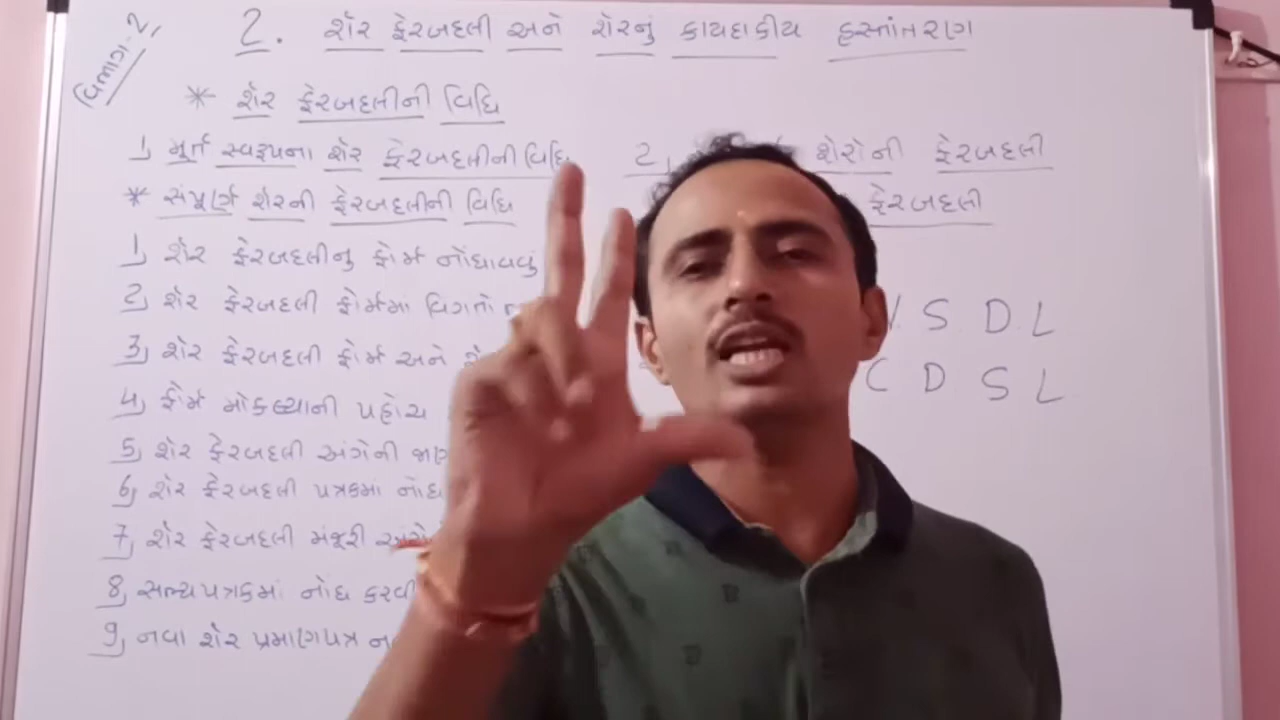 વિભાગ-2,
2. શેર ફેરબદલી અને શેરનું કાયદાકીય હસ્તાંતરણ
* શેર ફેરબદલીની વિધિ
1, મૂર્ત સ્વરૂપના શેર ફેરબદલીની વિધિ
2, શેરોની ફેરબદલી
* સંપૂર્ણ શેરની ફેરબદલીની વિધિ
ફેરબદલી
1, શેર ફેરબદલીનુ ફોર્મ નોંધાવવું
2, શેર ફેરબદલી ફોર્મમા વિગતો
3, શેર ફેરબદલી ફોર્મ અને
4, ફોર્મ મોકલ્યાની પહોંચ
5, શેર ફેરબદલી અંગેની
6, શેર ફેરબદલી પત્રકમાં
7, શેર ફેરબદલી મંજૂરી
8, સભ્યપત્રકમાં નોંધ કરવી
9, નવા શેર પ્રમાણપત્ર
S. D. L
C D S L